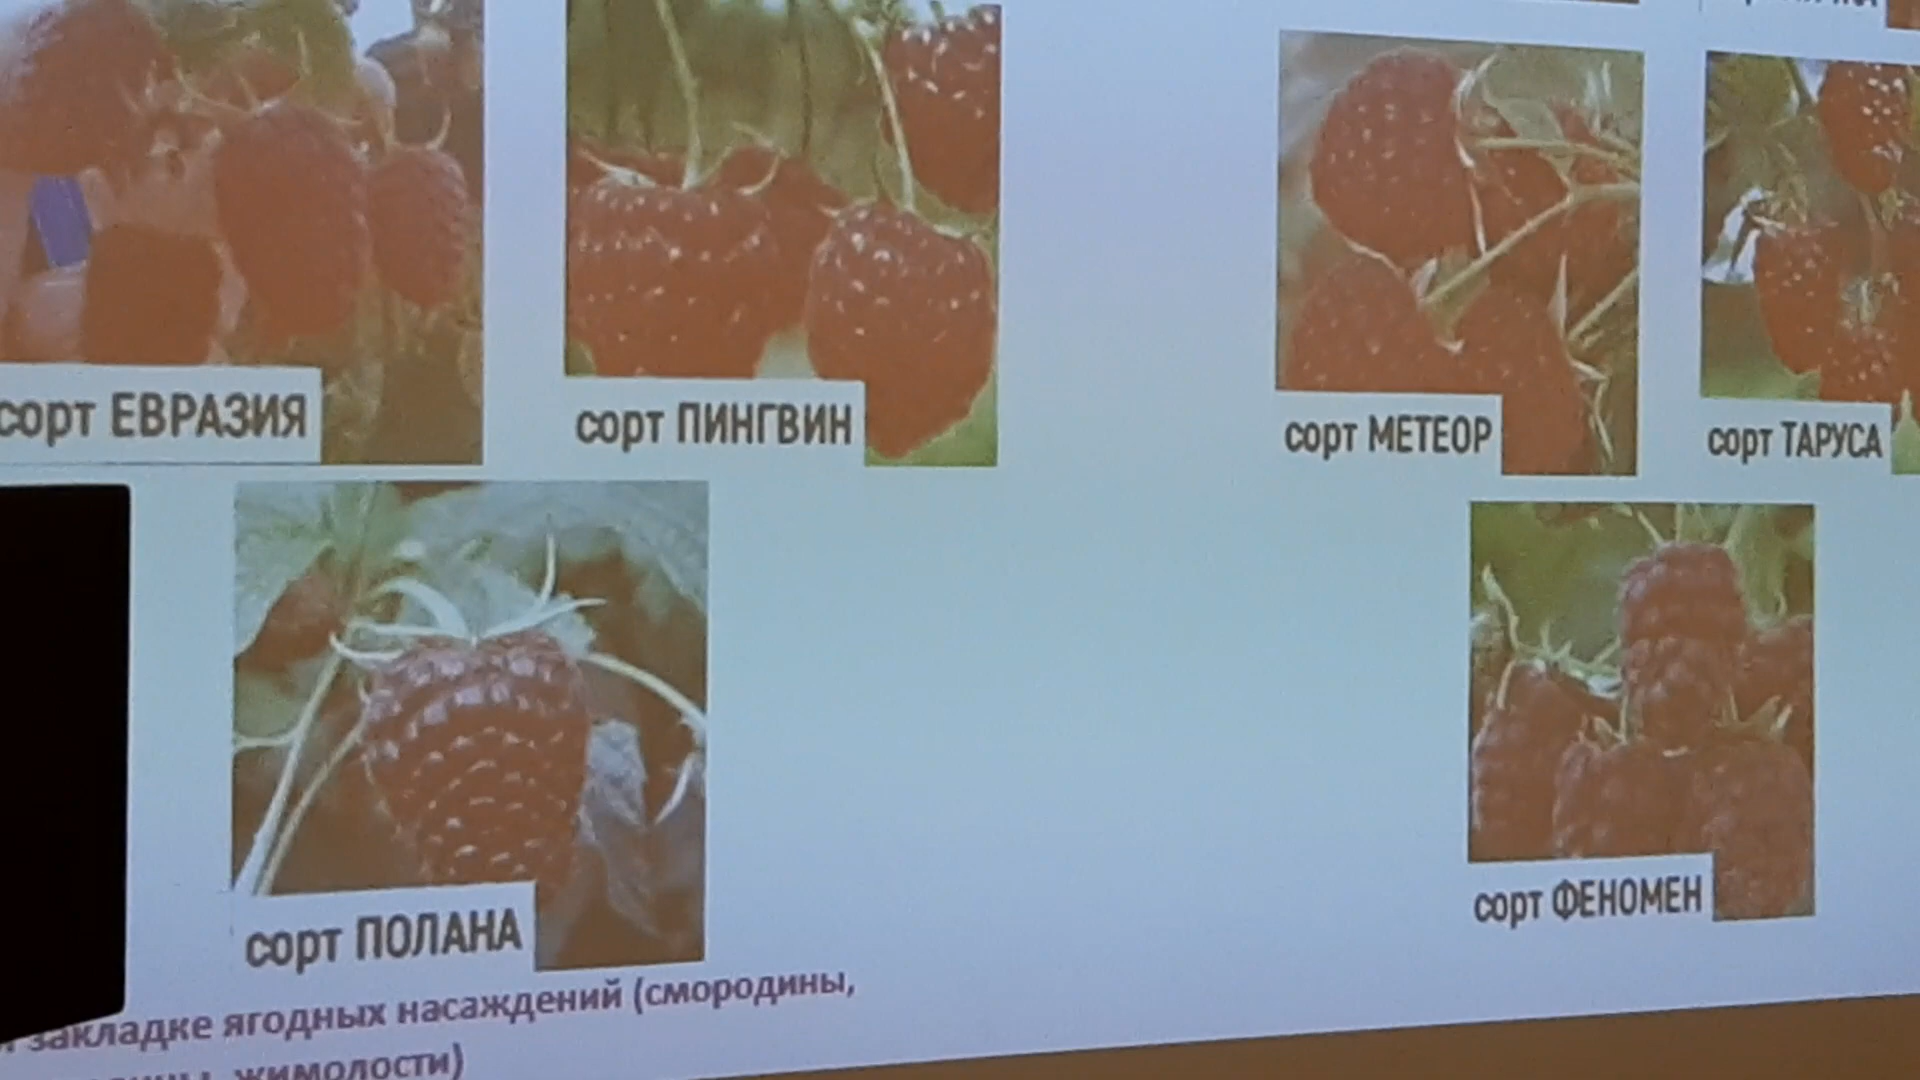 сорт ЕВРАЗИЯ
сорт ПИНГВИН
сорт МЕТЕОР
сорт ТАРУСА
сорт ПОЛАНА
сорт ФЕНОМЕН
закладке ягодных насаждений (смородины,
жимолости)